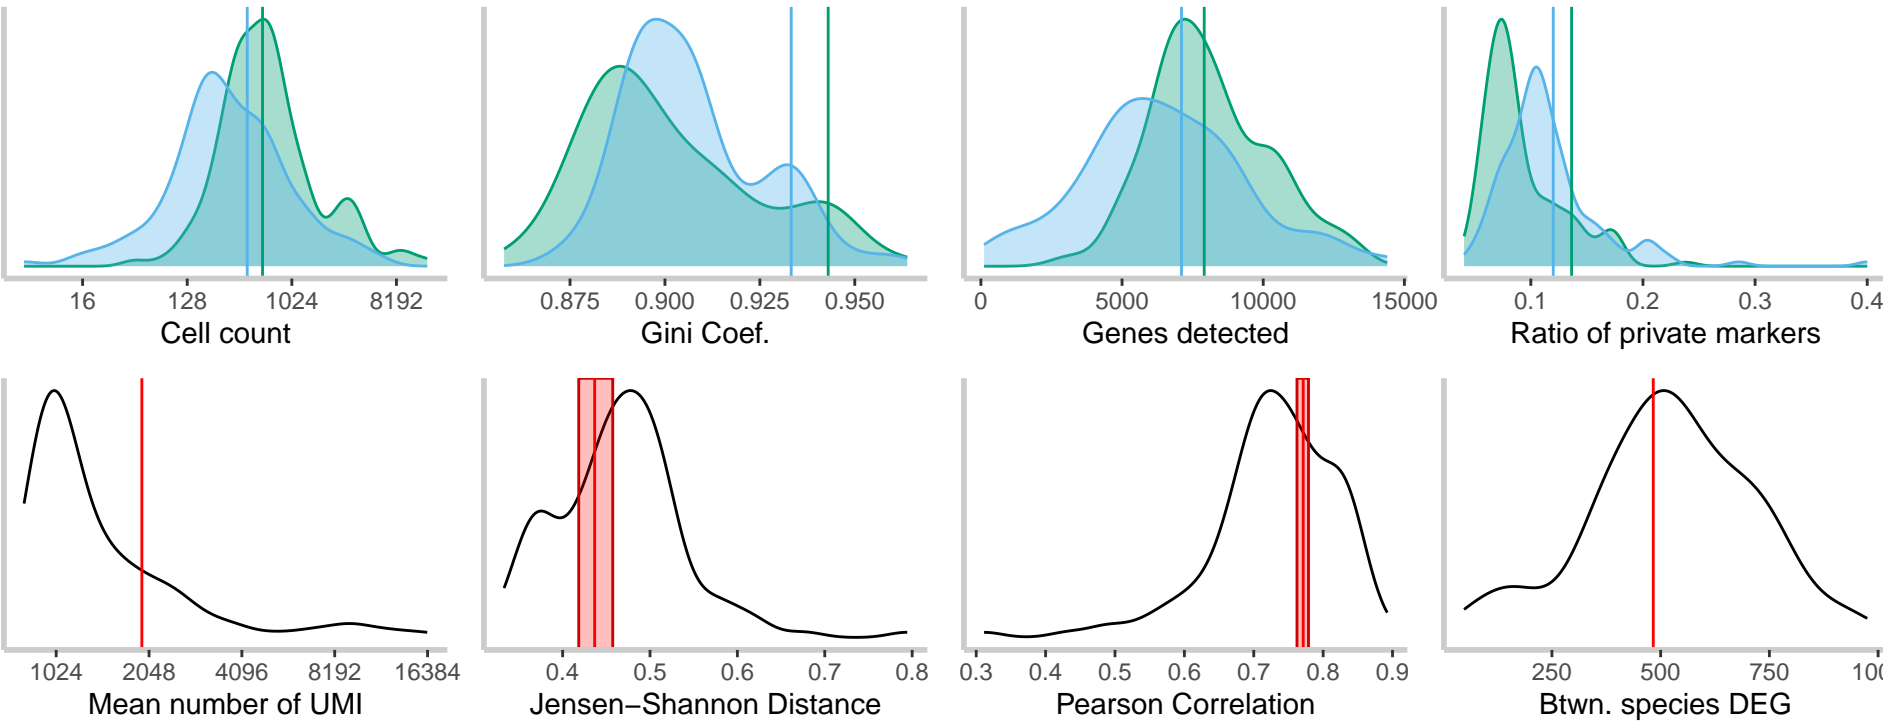 16 128 1024 8192
Cell count
0.875 0.900 0.925 0.950
Gini Coef.
0 5000 10000 15000
Genes detected
0.1 0.2 0.3 0.4
Ratio of private markers
1024 2048 4096 8192 16384
Mean number of UMI
0.4 0.5 0.6 0.7 0.8
Jensen−Shannon Distance
0.3 0.4 0.5 0.6 0.7 0.8 0.9
Pearson Correlation
250 500 750 100
Btwn. species DEG